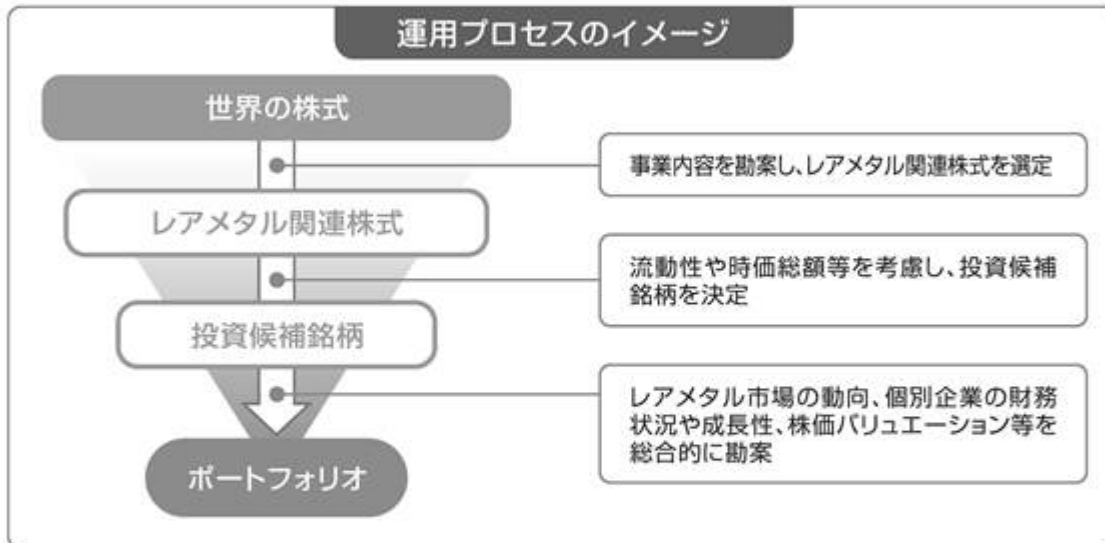 運用プロセスのイメージ
世界の株式
事業内容を勘案し、レアメタル関連株式を選定
レアメタル関連株式
流動性や時価総額等を考慮し、投資候補
銘柄を決定
投資候補銘柄
レアメタル市場の動向、個別企業の財務
状況や成長性、株価バリュエーション等を
総合的に勘案
ポートフォリオ